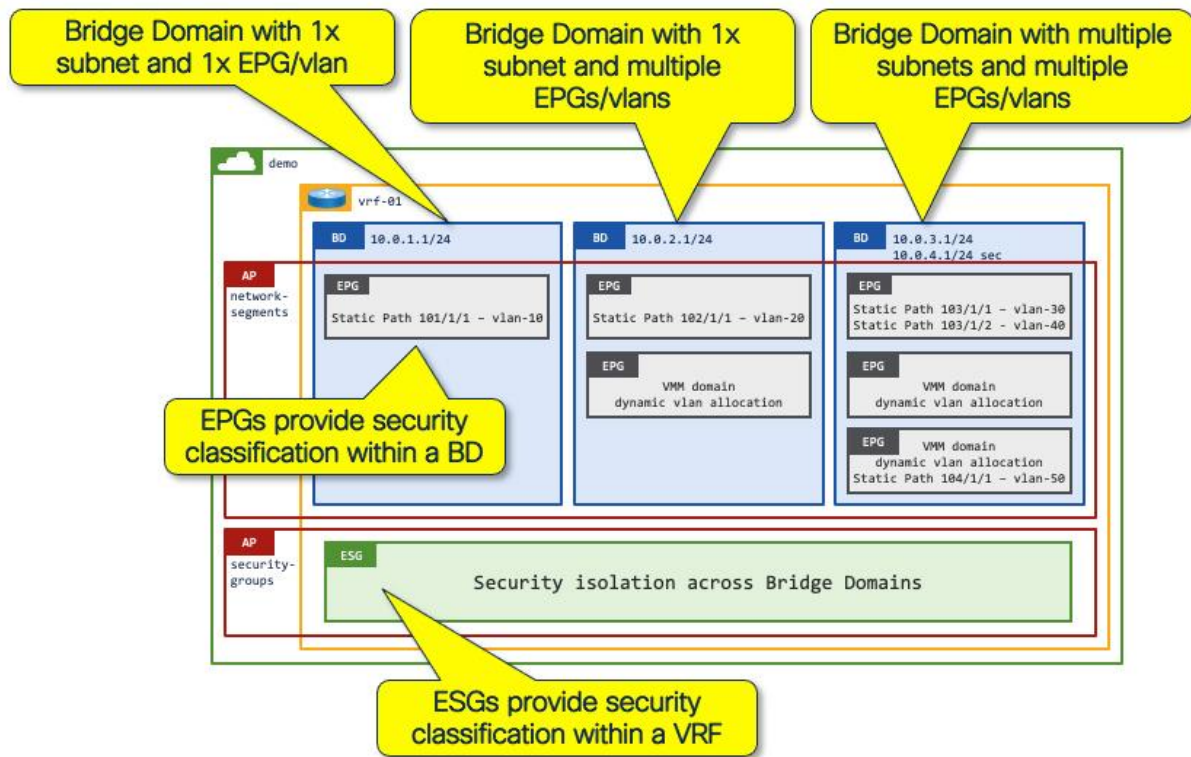 Bridge Domain with 1x
subnet and 1x EPG/vlan
Bridge Domain with 1x
subnet and multiple
EPGs/vlans
Bridge Domain with multiple
subnets and multiple
EPGs/vlans
demo
vrf-01
BD 10.0.1.1/24
BD 10.0.2.1/24
BD 10.0.3.1/24
10.0.4.1/24 sec
AP
network-
segments
EPG
Static Path 101/1/1 – vlan-10
EPG
Static Path 102/1/1 – vlan-20
EPG
VMM domain
dynamic vlan allocation
EPG
Static Path 103/1/1 – vlan-30
Static Path 103/1/2 - vlan-40
EPG
VMM domain
dynamic vlan allocation
EPG
VMM domain
dynamic vlan allocation
Static Path 104/1/1 – vlan-50
EPGs provide security
classification within a BD
AP
security-
groups
ESG
Security isolation across Bridge Domains
ESGs provide security
classification within a VRF